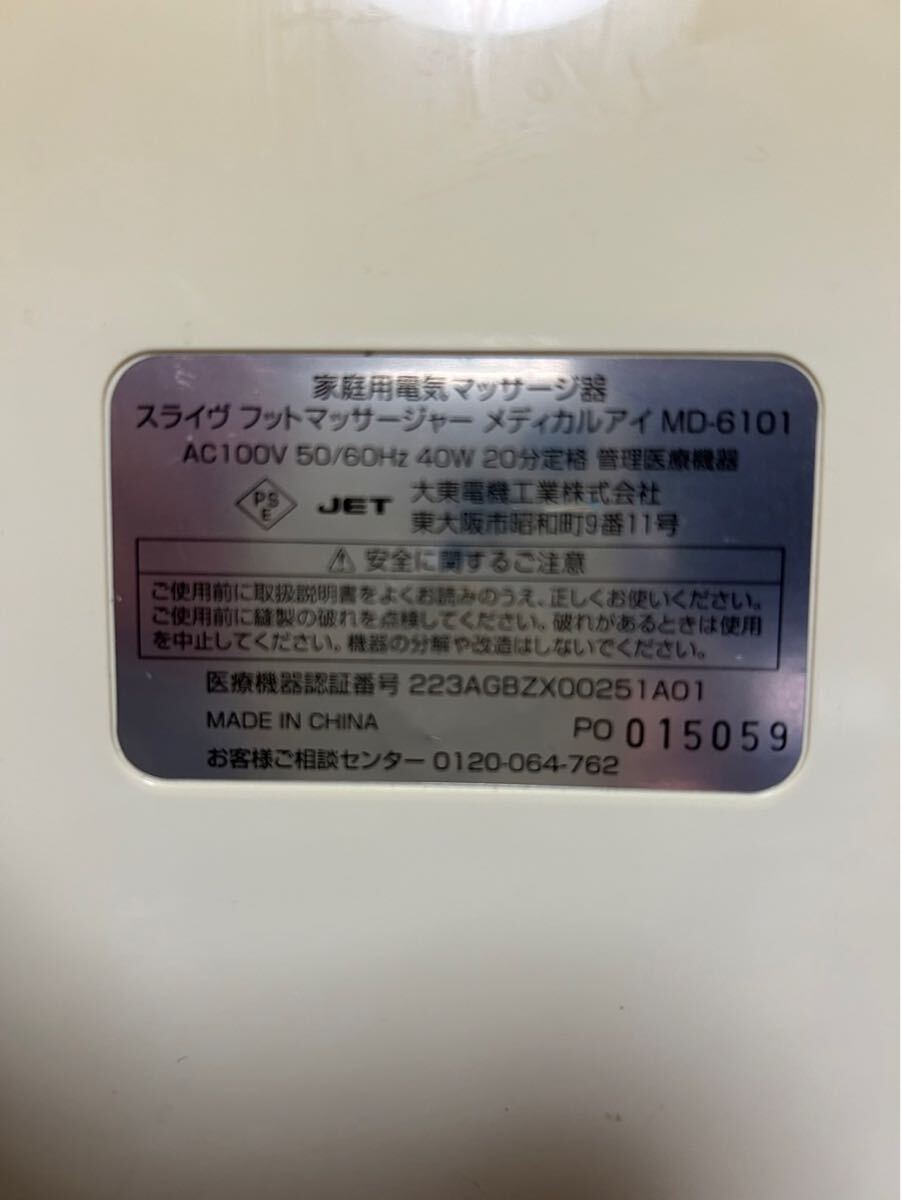 家庭用電気マッサージ器
スライヴ フットマッサージャー メディカルアイ MD-6101
AC100V 50/60Hz 40W 20分定格 管理医療機器
PS E JET 大東電機工業株式会社
東大阪市昭和町9番11号
⚠ 安全に関するご注意
ご使用前に取扱説明書をよくお読みのうえ、正しくお使いください。
ご使用前に縫製の破れを点検してください。破れがあるときは使用
を中止してください。機器の分解や改造はしないでください。
医療機器認証番号 223AGBZX00251A01
MADE IN CHINA PO 015059
お客様ご相談センター 0120-064-762